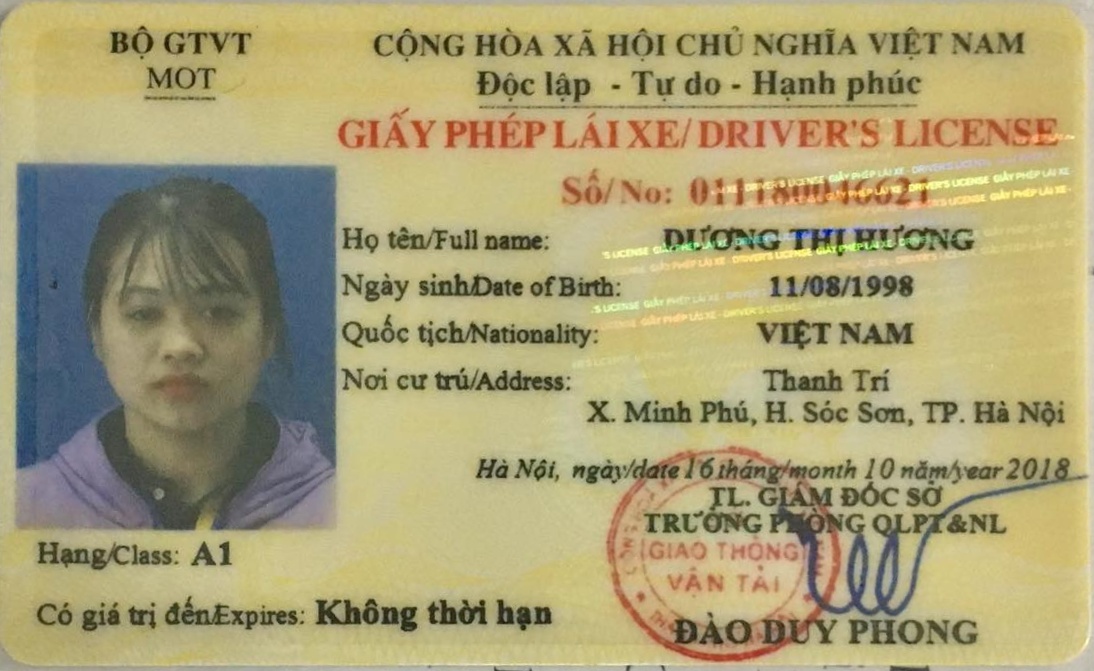 BỘ GTVT
MOT
CỘNG HÒA XÃ HỘI CHỦ NGHĨA VIỆT NAM
Độc lập - Tự do - Hạnh phúc
GIẤY PHÉP LÁI XE/ DRIVER'S LICENSE
Số/No:
Họ tên/Full name: DƯƠNG THỊ HƯƠNG
Ngày sinh/Date of Birth: 11/08/1998
Quốc tịch/Nationality: VIỆT NAM
Nơi cư trú/Address: Thanh Trí
X. Minh Phú, H. Sóc Sơn, TP. Hà Nội
Hà Nội, ngày/date 16 tháng/month 10 năm/year 2018
TL. GIÁM ĐỐC SỞ
TRƯỞNG PHÒNG QLPT&NL
GIAO THÔNG
VẬN TẢI
ĐÀO DUY PHONG
Hạng/Class: A1
Có giá trị đến/Expires: Không thời hạn